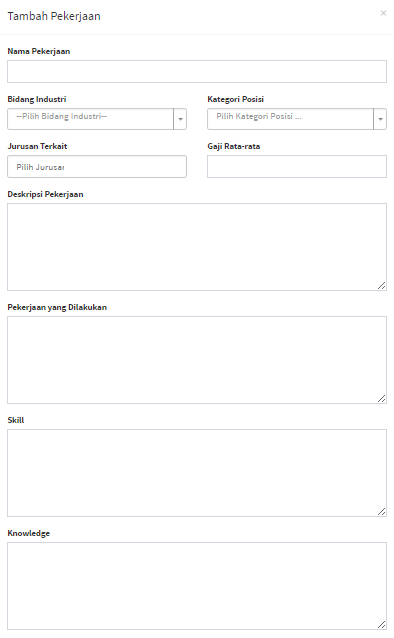 Tambah Pekerjaan ×
Nama Pekerjaan
Bidang Industri Kategori Posisi
--Pilih Bidang Industri-- Pilih Kategori Posisi ...
Jurusan Terkait Gaji Rata-rata
Pilih Jurusan
Deskripsi Pekerjaan
Pekerjaan yang Dilakukan
Skill
Knowledge